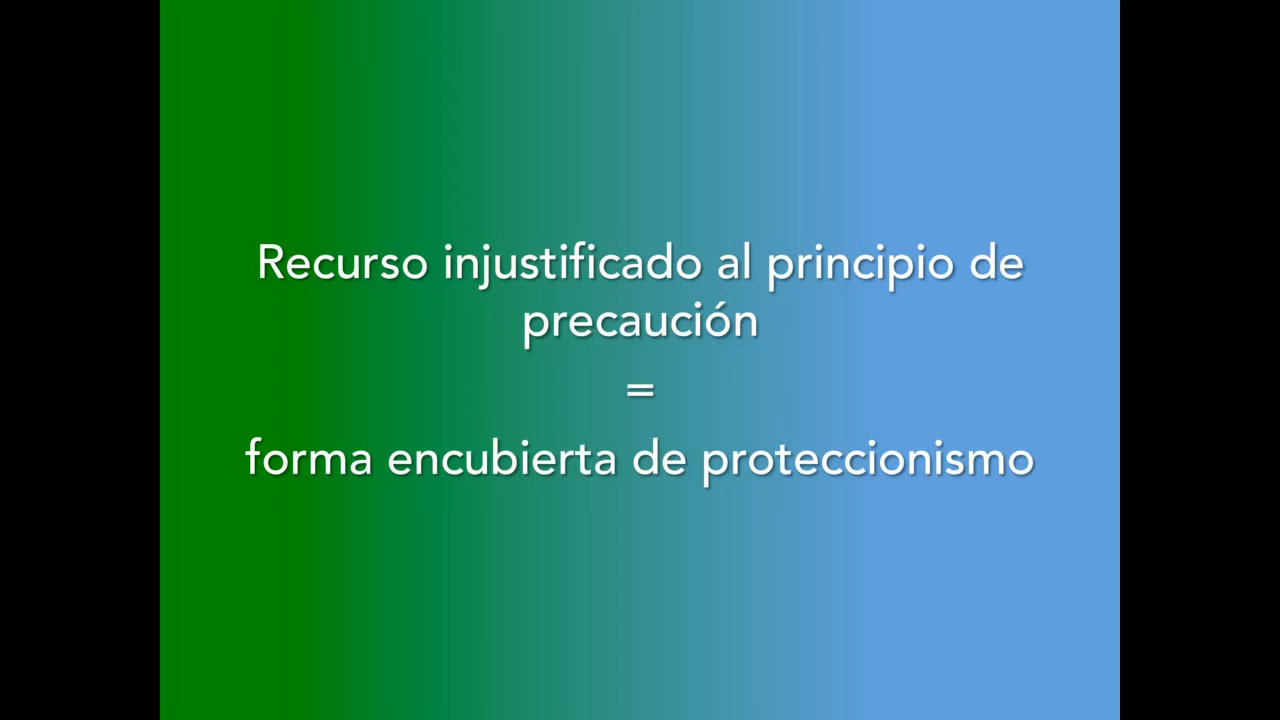 Recurso injustificado al principio de
precaución
=
forma encubierta de proteccionismo